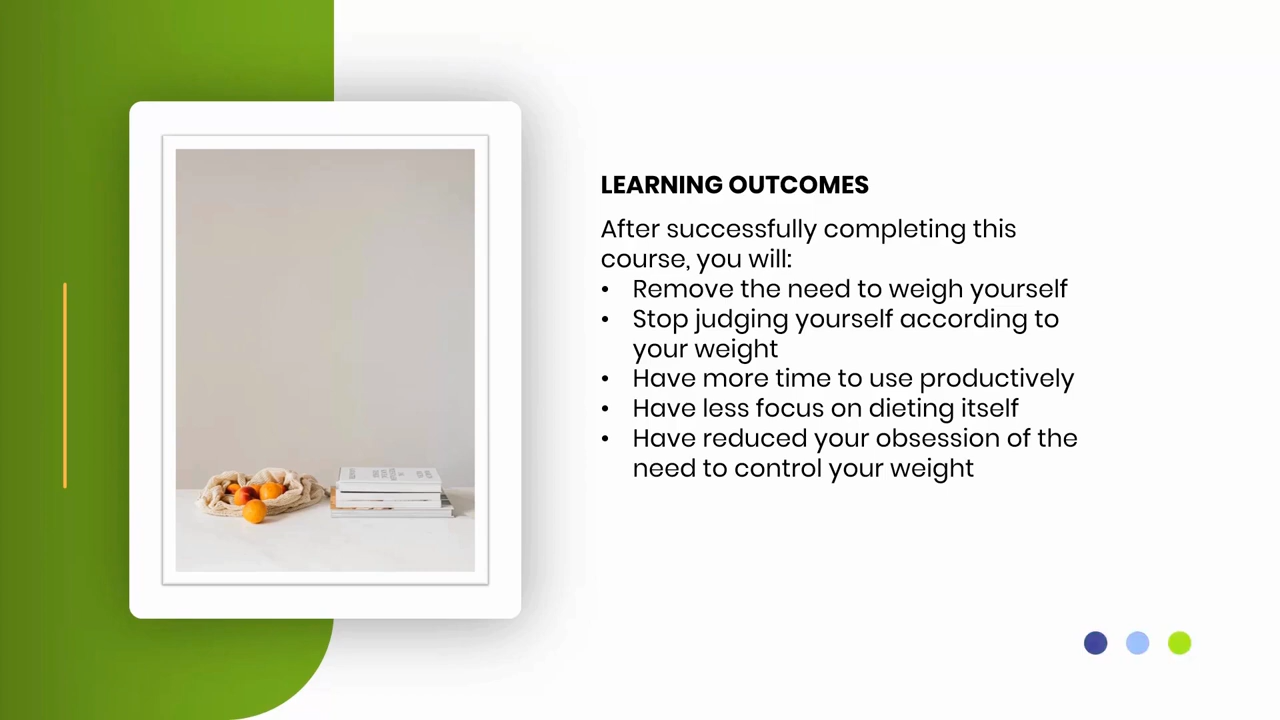 LEARNING OUTCOMES
After successfully completing this
course, you will:
• Remove the need to weigh yourself
• Stop judging yourself according to
your weight
• Have more time to use productively
• Have less focus on dieting itself
• Have reduced your obsession of the
need to control your weight